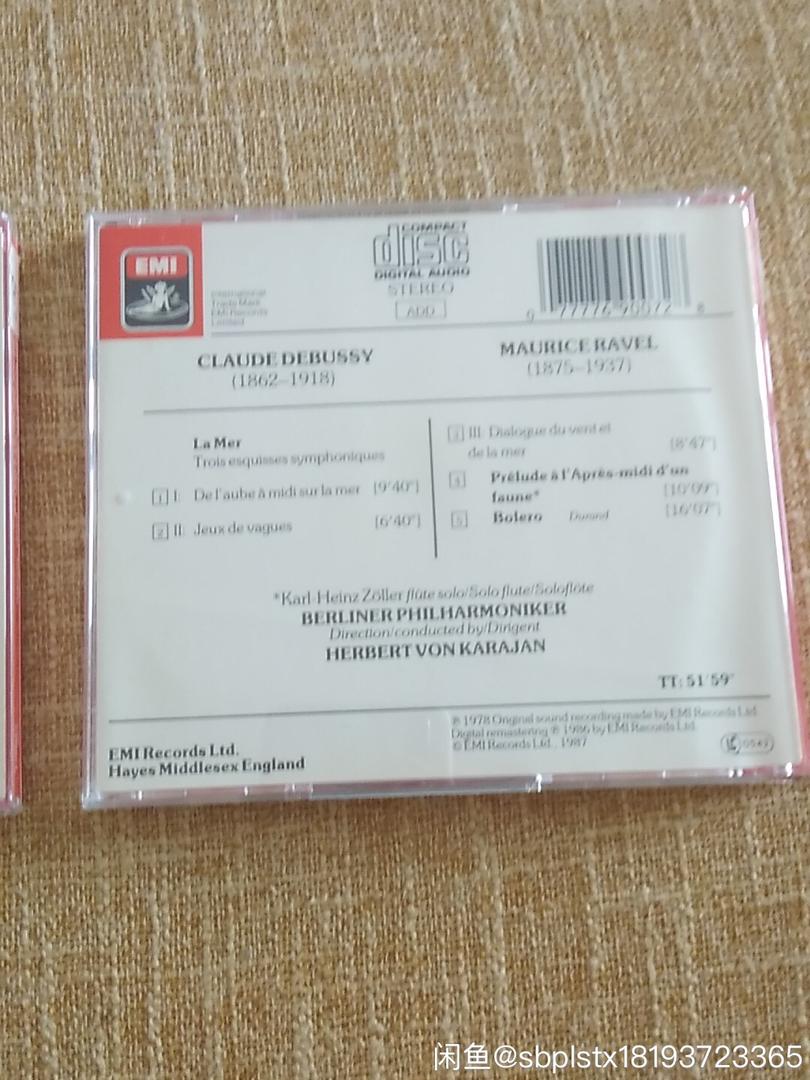 EMI
International
Trade Mark
EMI Records
Limited
COMPACT
disc
DIGITAL AUDIO
STEREO
ADD
0 77776 90072 8
CLAUDE DEBUSSY
(1862–1918)
MAURICE RAVEL
(1875–1937)
La Mer
Trois esquisses symphoniques
1 I: De l'aube à midi sur la mer [9'40"]
2 II: Jeux de vagues [6'40"]
3 III: Dialogue du vent et
de la mer [8'47"]
4 Prélude à l'Après-midi d'un
faune* [10'09"]
5 Bolero Durand [16'07"]
*Karl-Heinz Zöller flûte solo/Solo flute/Soloflöte
BERLINER PHILHARMONIKER
Direction/conducted by/Dirigent
HERBERT VON KARAJAN
TT: 51'59"
EMI Records Ltd.
Hayes Middlesex England
℗ 1978 Original sound recording made by EMI Records Ltd.
Digital remastering ℗ 1986 by EMI Records Ltd.
© EMI Records Ltd., 1987
闲鱼@sbplstx18193723365